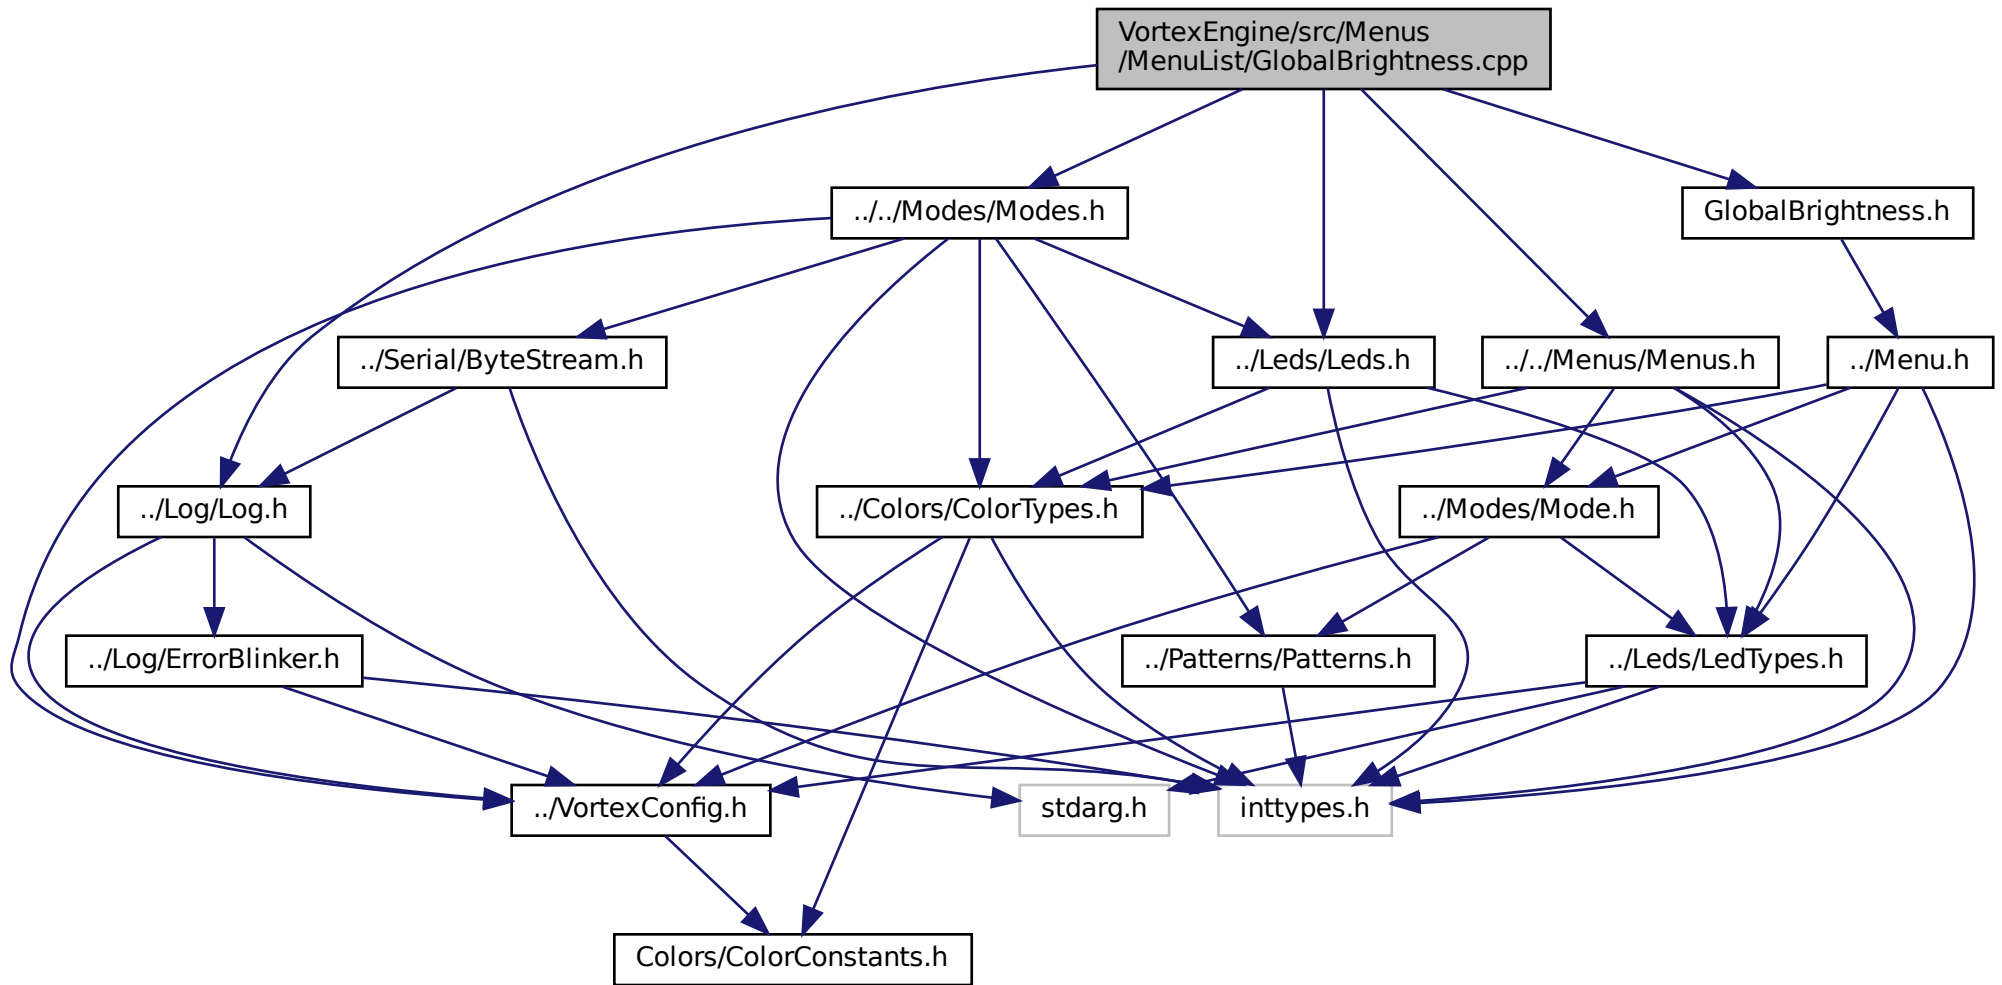 VortexEngine/src/Menus
/MenuList/GlobalBrightness.cpp
../../Modes/Modes.h
GlobalBrightness.h
../Serial/ByteStream.h
../Leds/Leds.h
../../Menus/Menus.h
../Menu.h
../Log/Log.h
../Colors/ColorTypes.h
../Modes/Mode.h
../Log/ErrorBlinker.h
../Patterns/Patterns.h
../Leds/LedTypes.h
../VortexConfig.h
stdarg.h
inttypes.h
Colors/ColorConstants.h